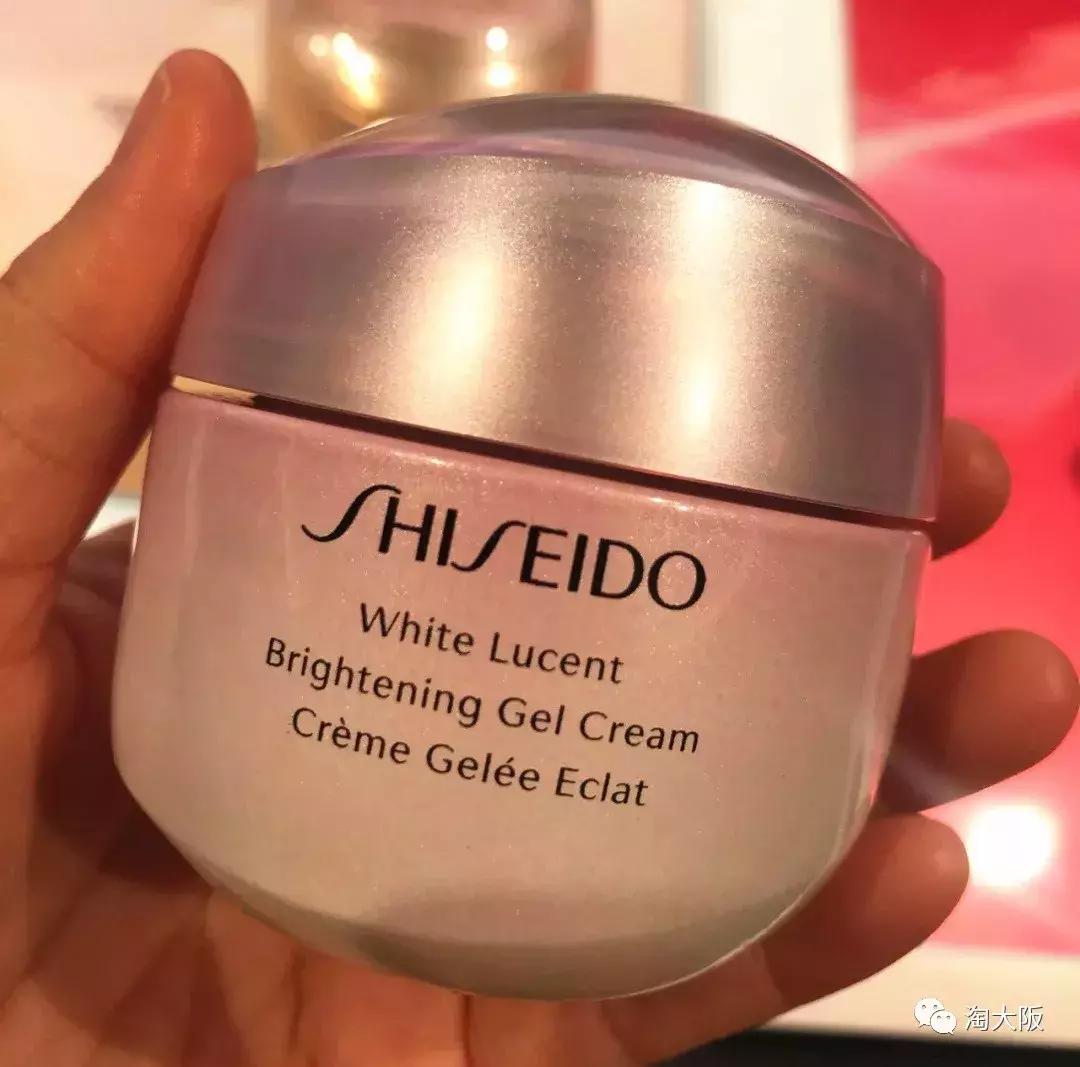 SHISEIDO
White Lucent
Brightening Gel Cream
Crème Gelée Eclat
淘大阪